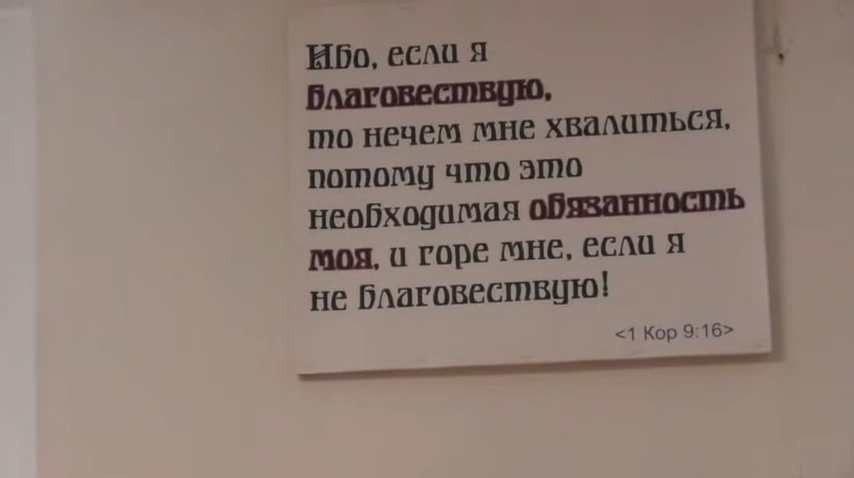 Ибо, если я
благовествую,
то нечем мне хвалиться,
потому что это
необходимая обязанность
моя, и горе мне, если я
не благовествую!
<1 Кор 9:16>